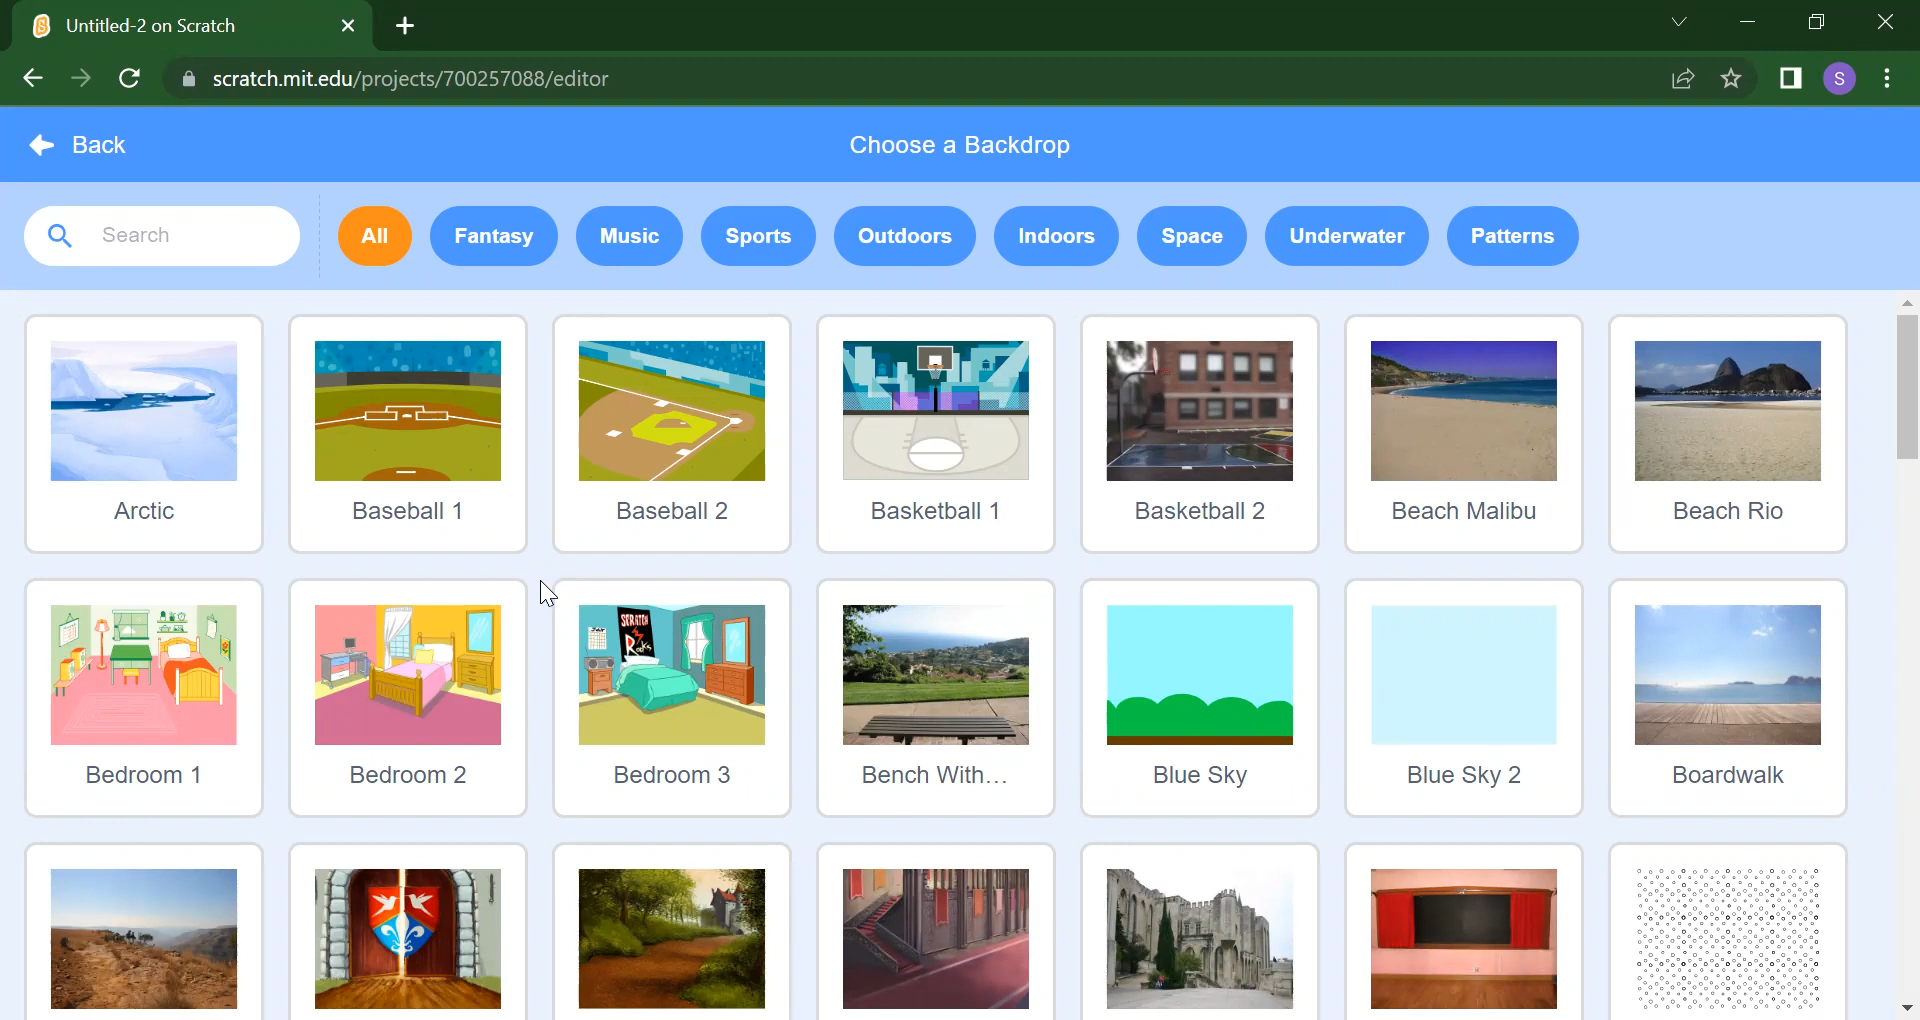 Untitled-2 on Scratch
scratch.mit.edu/projects/700257088/editor
S
Back
Choose a Backdrop
Search
All
Fantasy
Music
Sports
Outdoors
Indoors
Space
Underwater
Patterns
Arctic
Baseball 1
Baseball 2
Basketball 1
Basketball 2
Beach Malibu
Beach Rio
SCRATCH
Rocks
Bedroom 1
Bedroom 2
Bedroom 3
Bench With...
Blue Sky
Blue Sky 2
Boardwalk